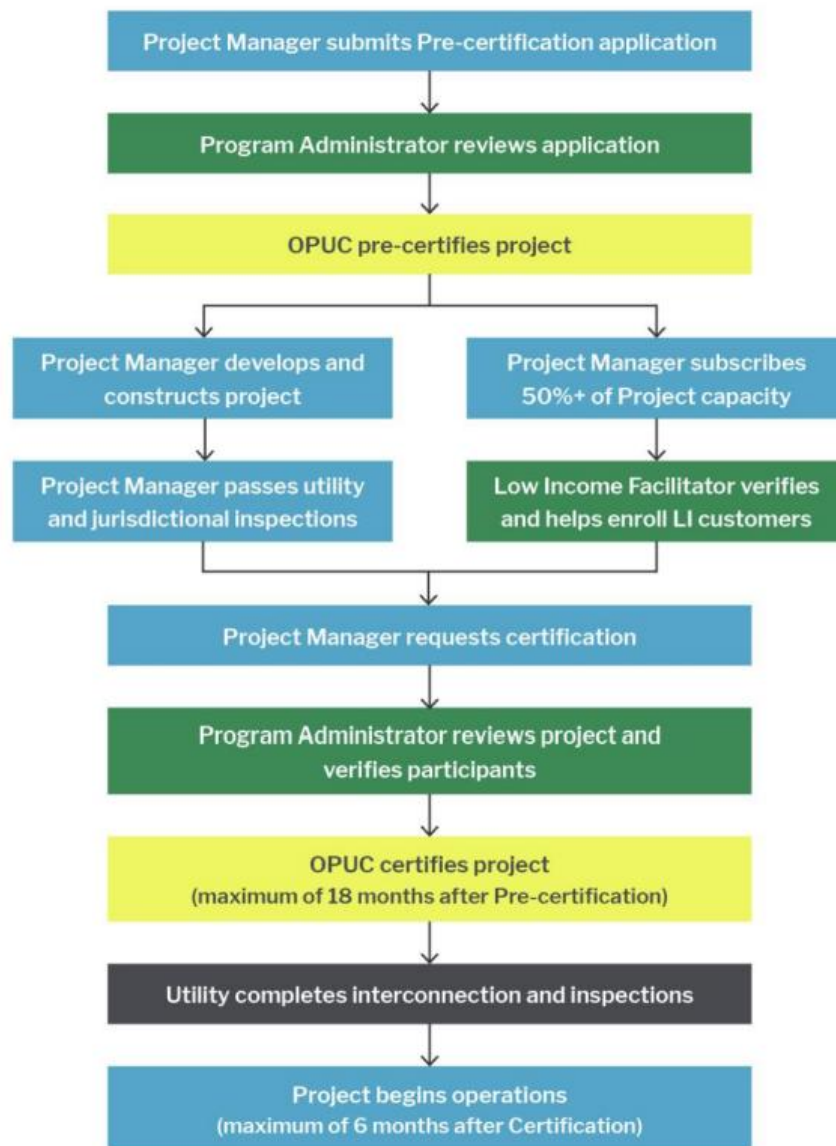 Project Manager submits Pre-certification application
Program Administrator reviews application
OPUC pre-certifies project
Project Manager develops and
constructs project
Project Manager subscribes
50%+ of Project capacity
Project Manager passes utility
and jurisdictional inspections
Low Income Facilitator verifies
and helps enroll LI customers
Project Manager requests certification
Program Administrator reviews project and
verifies participants
OPUC certifies project
(maximum of 18 months after Pre-certification)
Utility completes interconnection and inspections
Project begins operations
(maximum of 6 months after Certification)